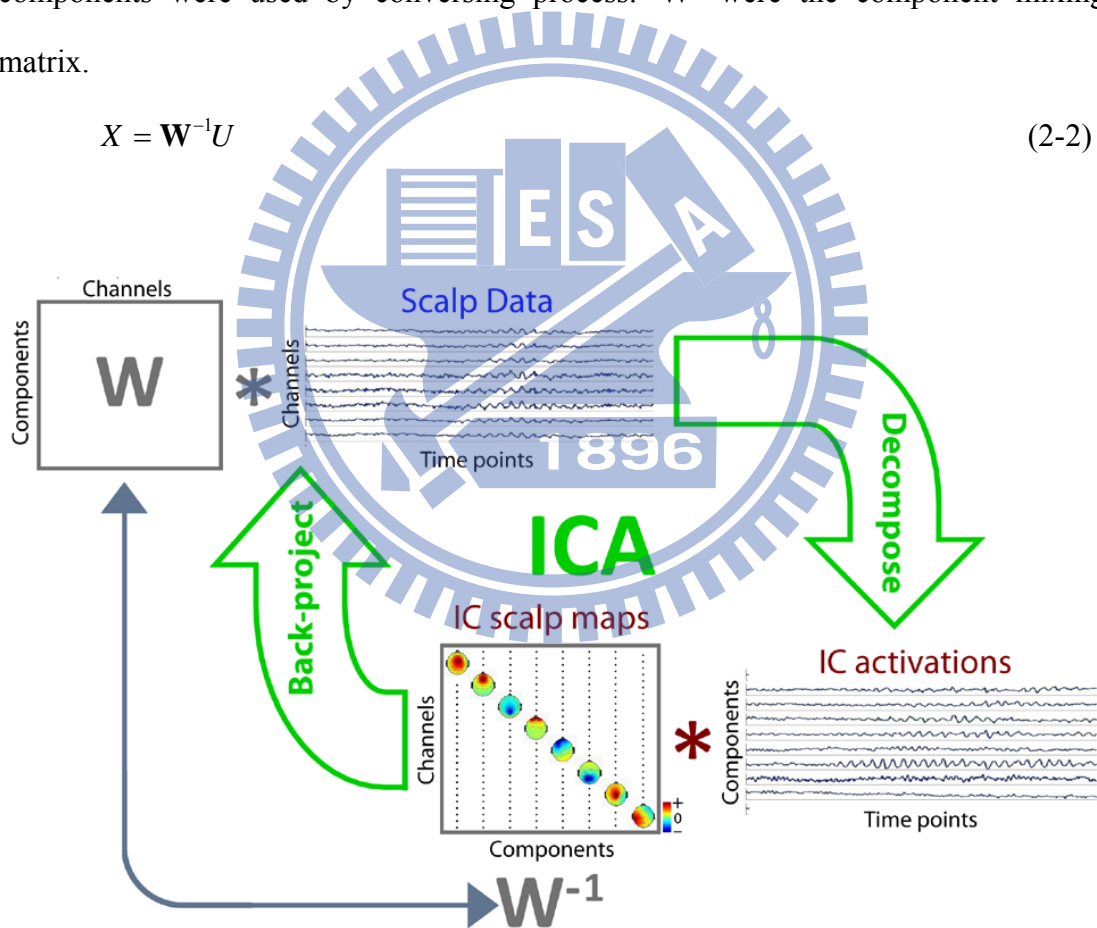 components were used by conversing process. W⁻¹ were the component mixing
matrix.
X = W⁻¹U (2-2)
E S A
8
1896
Channels
Components
W
*
Scalp Data
Channels
Time points
Decompose
Back-project
ICA
IC scalp maps
Channels
+
0
−
Components
W⁻¹
*
IC activations
Components
Time points